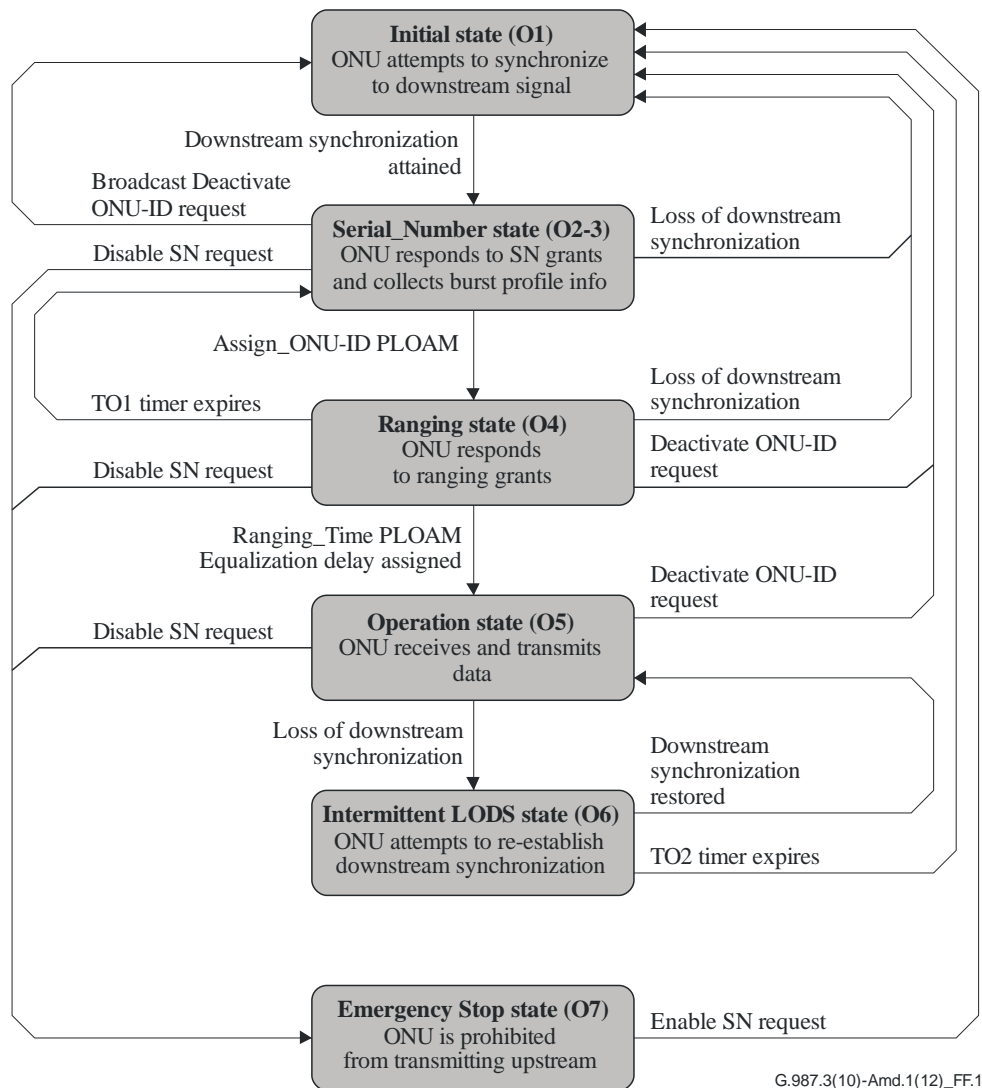 Initial state (O1)
ONU attempts to synchronize
to downstream signal
Downstream synchronization
attained
Broadcast Deactivate
ONU-ID request
Serial_Number state (O2-3)
ONU responds to SN grants
and collects burst profile info
Loss of downstream
synchronization
Disable SN request
Assign_ONU-ID PLOAM
TO1 timer expires
Loss of downstream
synchronization
Ranging state (O4)
ONU responds
to ranging grants
Deactivate ONU-ID
request
Disable SN request
Ranging_Time PLOAM
Equalization delay assigned
Deactivate ONU-ID
request
Operation state (O5)
ONU receives and transmits
data
Disable SN request
Loss of downstream
synchronization
Downstream
synchronization
restored
Intermittent LODS state (O6)
ONU attempts to re-establish
downstream synchronization
TO2 timer expires
Emergency Stop state (O7)
ONU is prohibited
from transmitting upstream
Enable SN request
G.987.3(10)-Amd.1(12)_FF.1